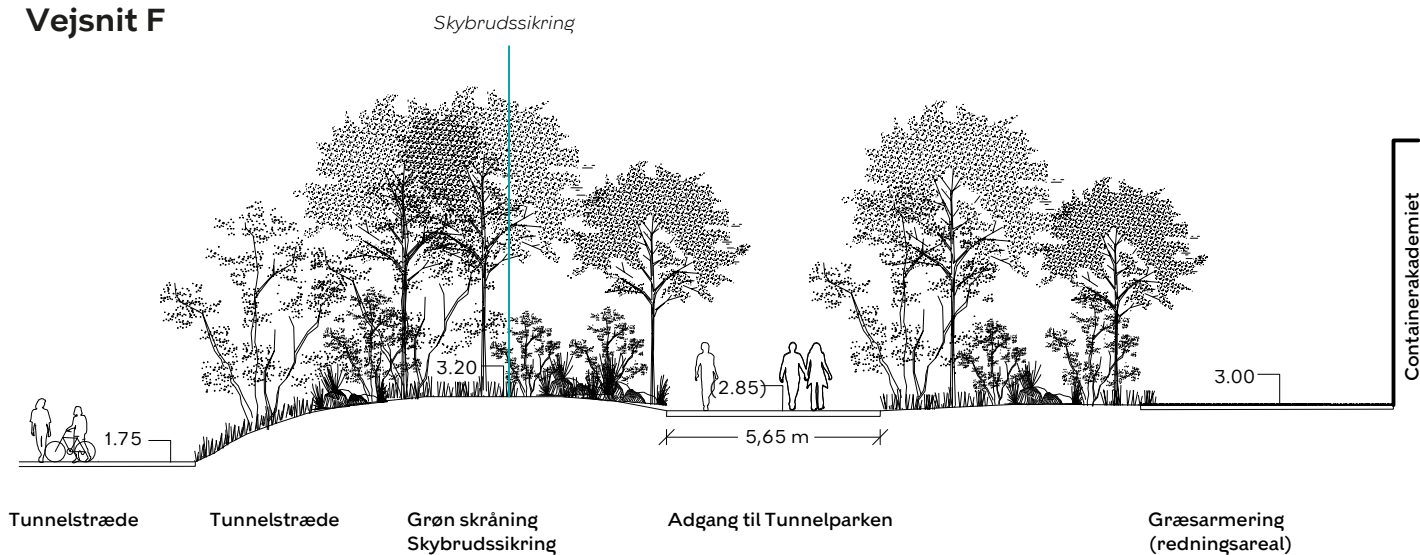 Vejsnit F
Skybrudssikring
3.20
(2.85)
3.00
1.75
5,65 m
Containerakademiet
Tunnelstræde
Tunnelstræde
Grøn skråning
Skybrudssikring
Adgang til Tunnelparken
Græsarmering
(redningsareal)